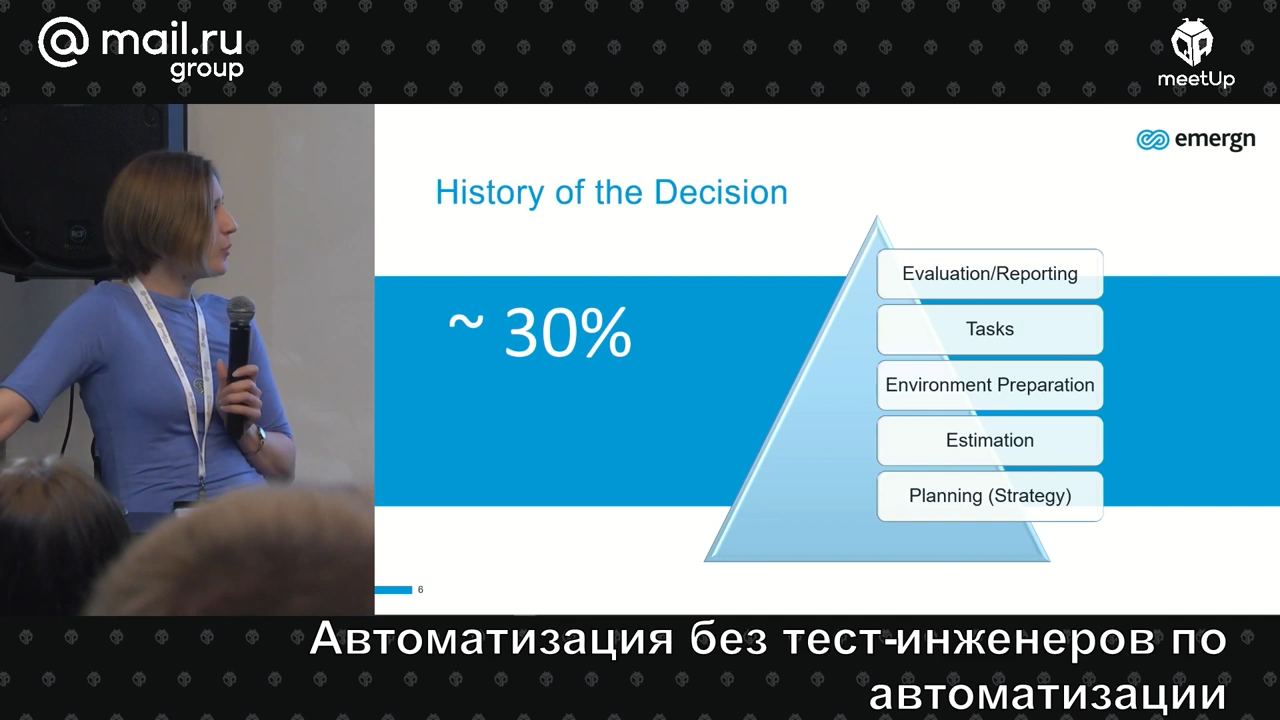 @mail.ru
group
meetUp
emergn
History of the Decision
~ 30%
Evaluation/Reporting
Tasks
Environment Preparation
Estimation
Planning (Strategy)
6
Автоматизация без тест-инженеров по
автоматизации